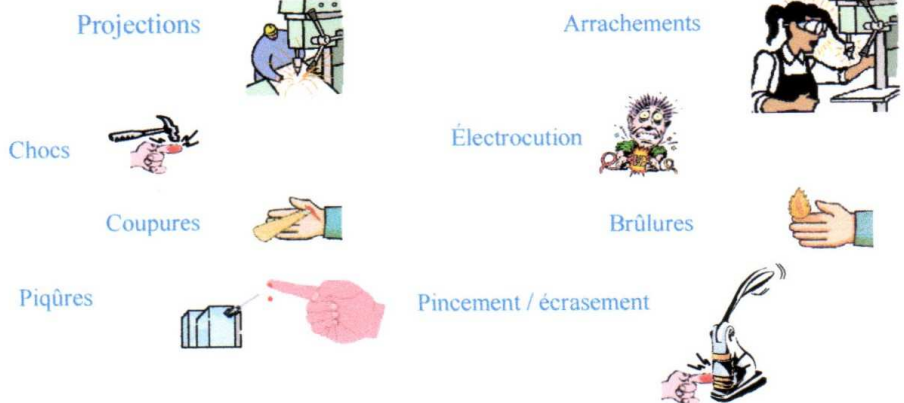 Projections
Arrachements
Chocs
Électrocution
Coupures
Brûlures
Piqûres
Pincement / écrasement